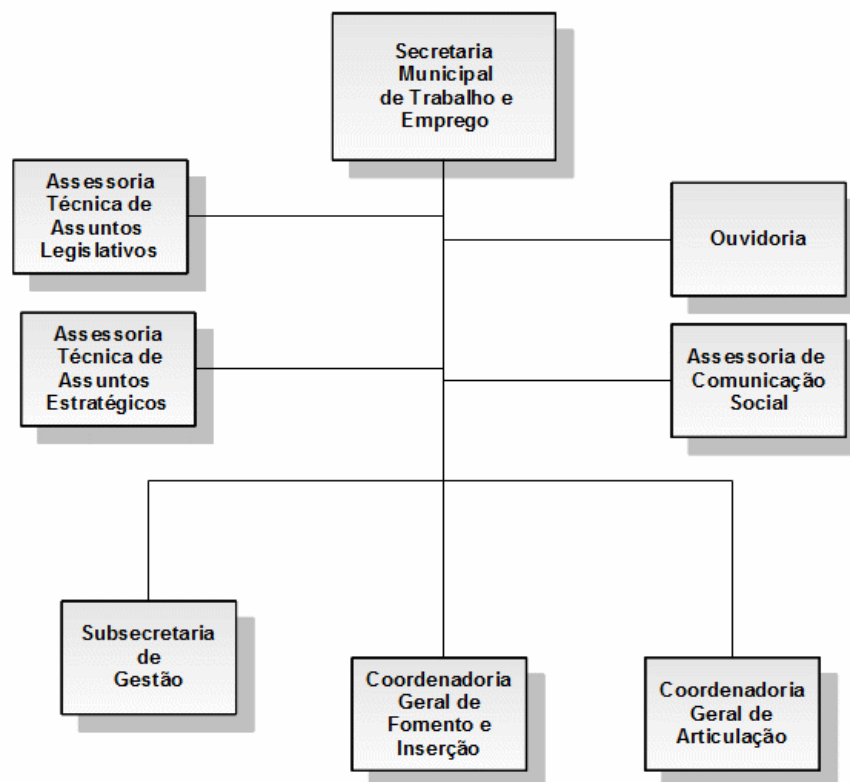 Secretaria
Municipal
de Trabalho e
Emprego
Assessoria
Técnica de
Assuntos
Legislativos
Ouvidoria
Assessoria
Técnica de
Assuntos
Estratégicos
Assessoria de
Comunicação
Social
Subsecretaria
de
Gestão
Coordenadoria
Geral de
Fomento e
Inserção
Coordenadoria
Geral de
Articulação